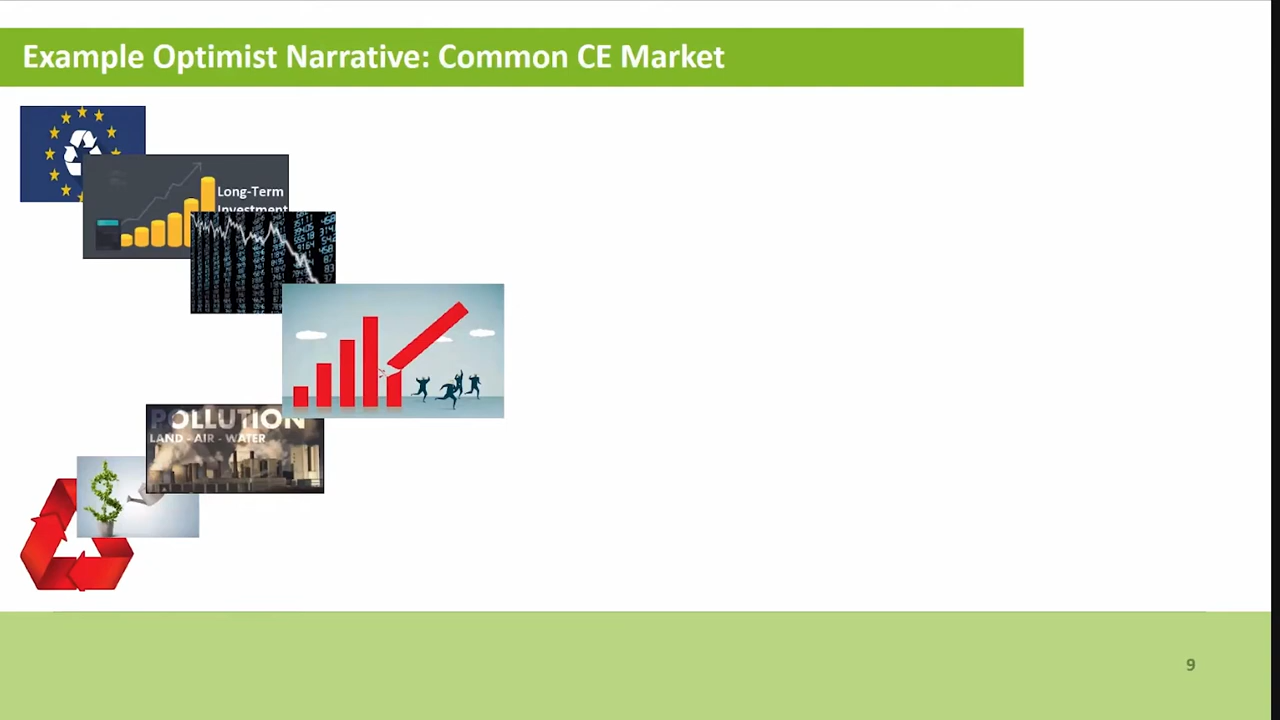 Example Optimist Narrative: Common CE Market
Long-Term
Investment
POLLUTION
LAND - AIR - WATER
9